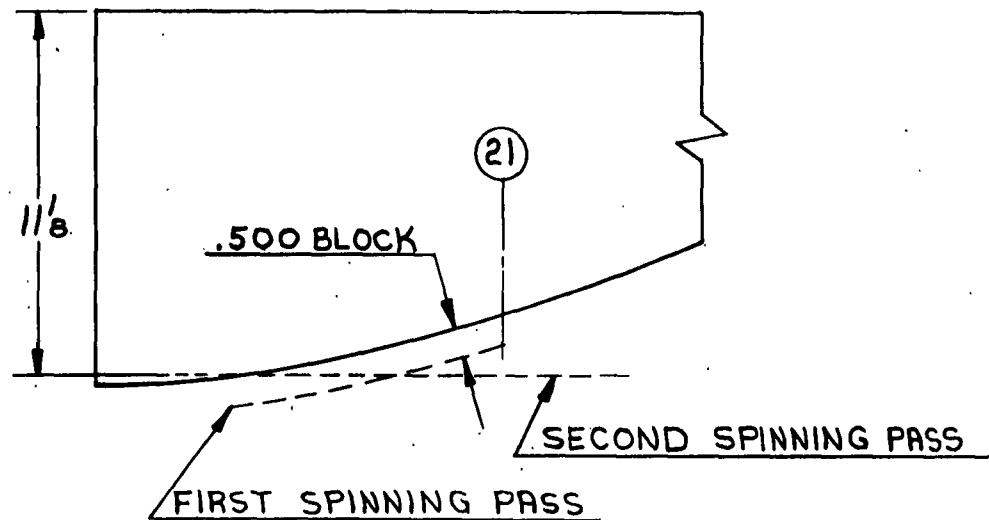 21
11 1/8
.500 BLOCK
SECOND SPINNING PASS
FIRST SPINNING PASS